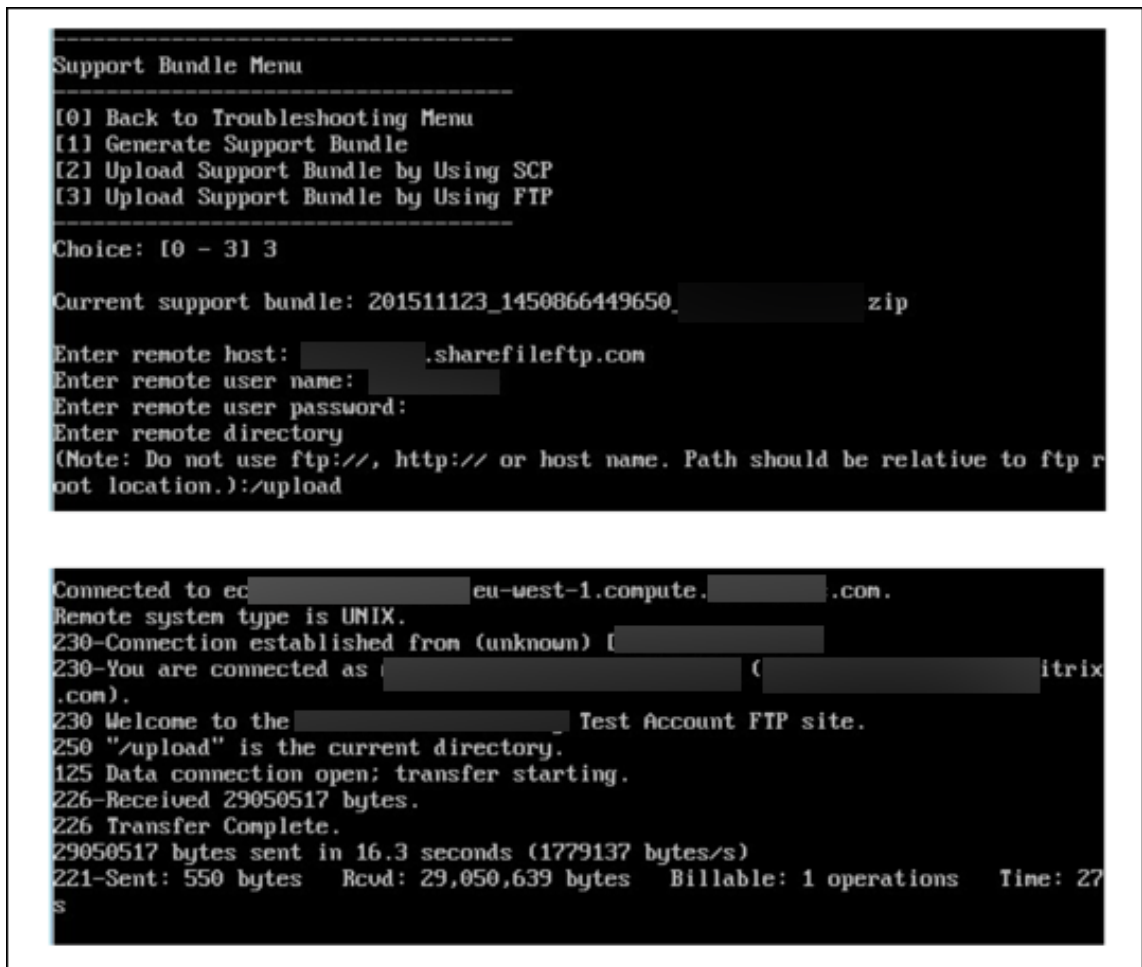 -----------------------------------
Support Bundle Menu
-----------------------------------
[0] Back to Troubleshooting Menu
[1] Generate Support Bundle
[2] Upload Support Bundle by Using SCP
[3] Upload Support Bundle by Using FTP
-----------------------------------
Choice: [0 - 3] 3
Current support bundle: 201511123_1450866449650_ zip
Enter remote host: .sharefileftp.com
Enter remote user name:
Enter remote user password:
Enter remote directory
(Note: Do not use ftp://, http:// or host name. Path should be relative to ftp r
oot location.):/upload
Connected to ec eu-west-1.compute. .com.
Remote system type is UNIX.
230-Connection established from (unknown) [
230-You are connected as ( itrix
.com).
230 Welcome to the Test Account FTP site.
250 "/upload" is the current directory.
125 Data connection open; transfer starting.
226-Received 29050517 bytes.
226 Transfer Complete.
29050517 bytes sent in 16.3 seconds (1779137 bytes/s)
221-Sent: 550 bytes Rcvd: 29,050,639 bytes Billable: 1 operations Time: 27
s